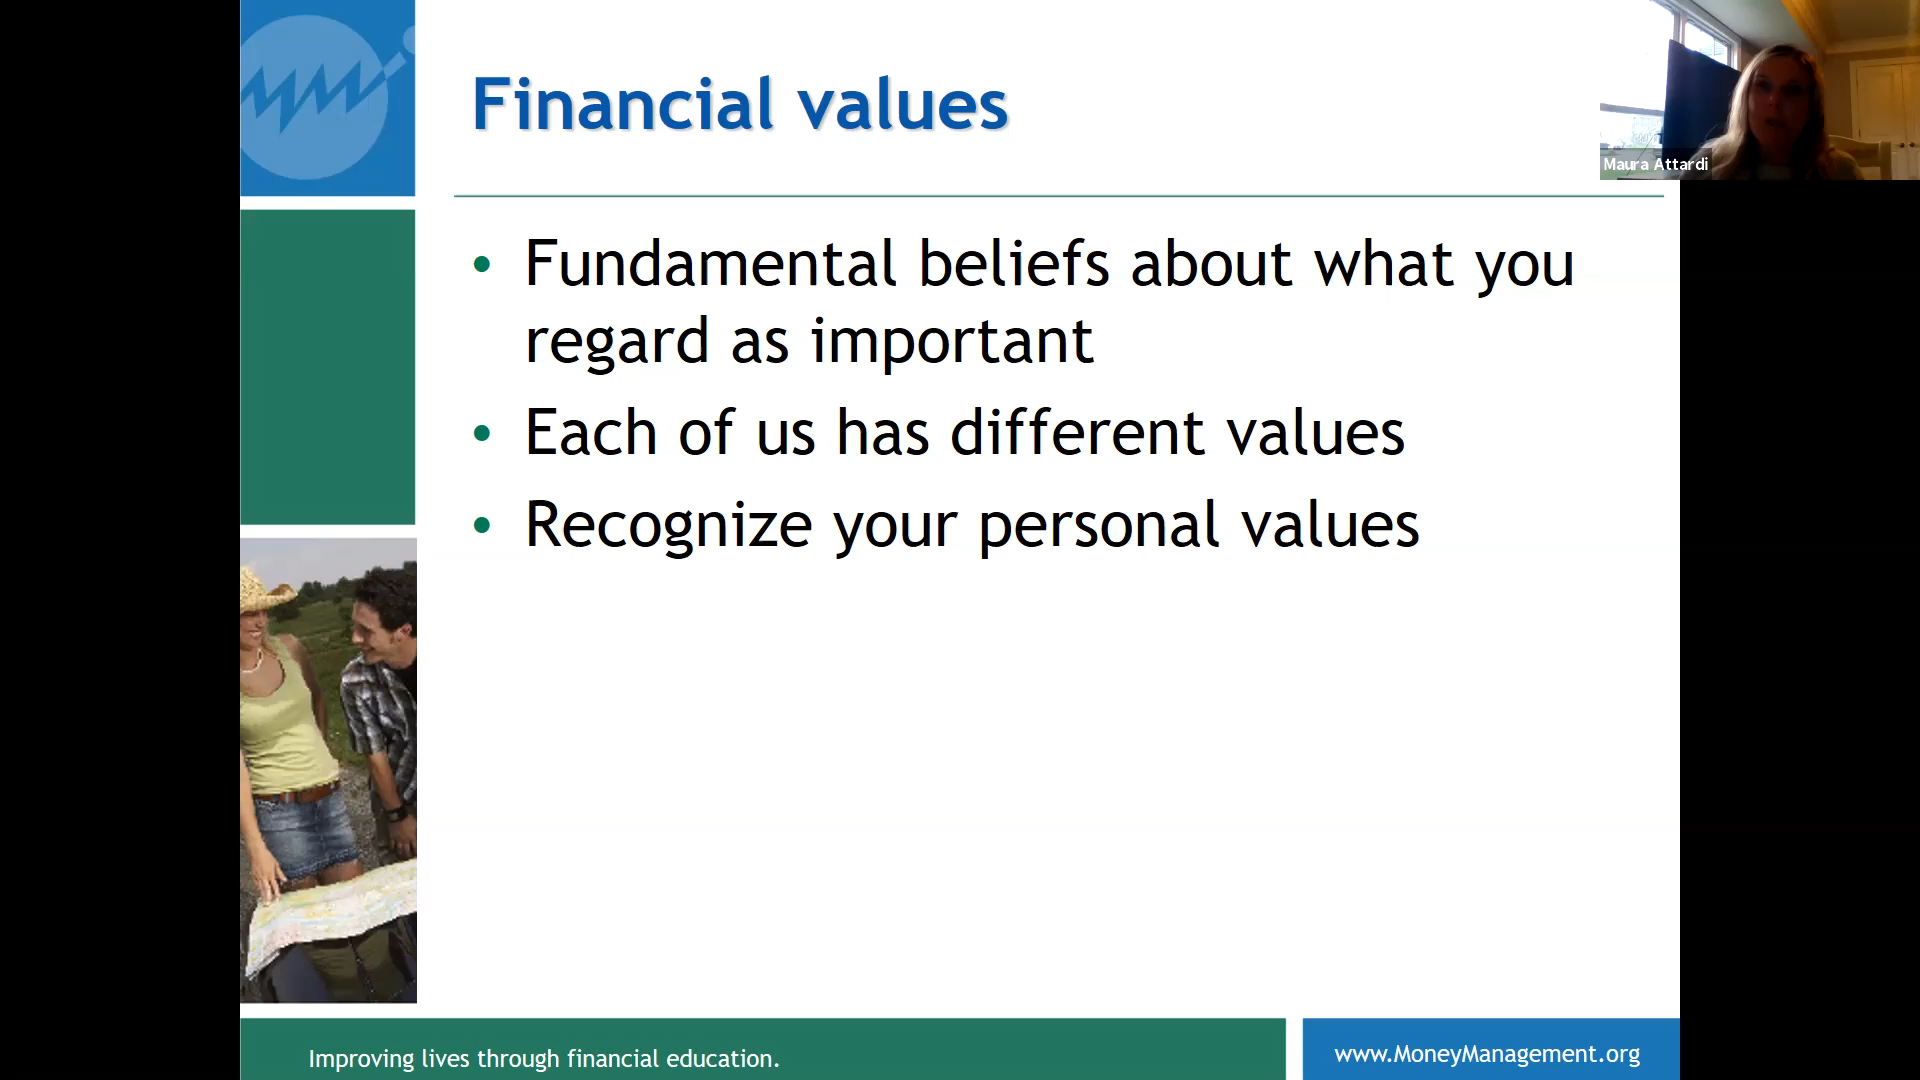 Financial values
Maura Attardi
• Fundamental beliefs about what you
regard as important
• Each of us has different values
• Recognize your personal values
Improving lives through financial education.
www.MoneyManagement.org